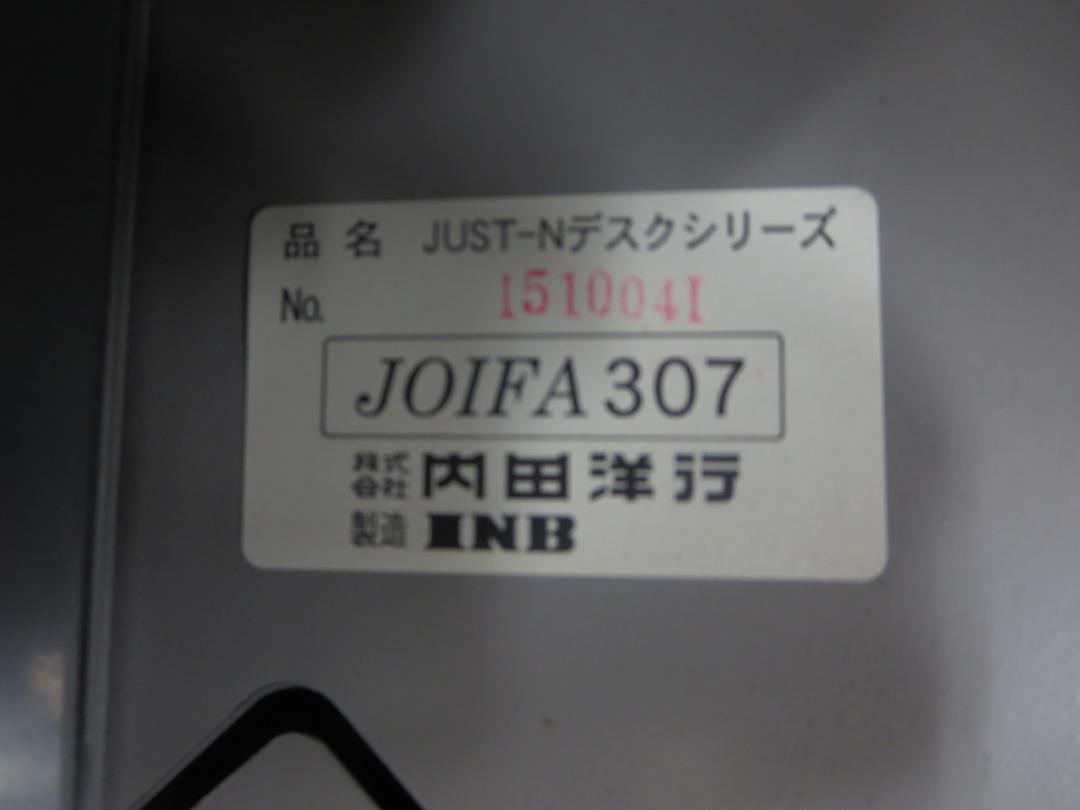 品名 JUST-Nデスクシリーズ
No. 1510041
JOIFA 307
株式会社 内田洋行
製造 INB